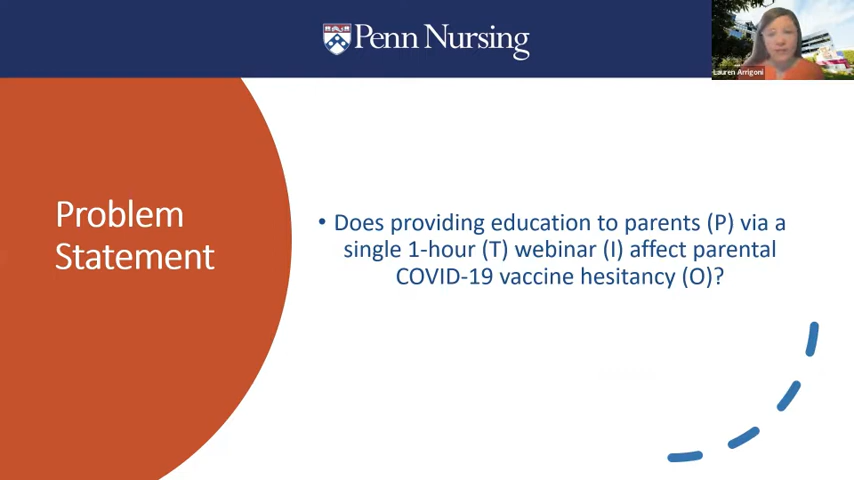 Penn Nursing
Lauren Arrigoni
Problem
Statement
• Does providing education to parents (P) via a
single 1-hour (T) webinar (I) affect parental
COVID-19 vaccine hesitancy (O)?